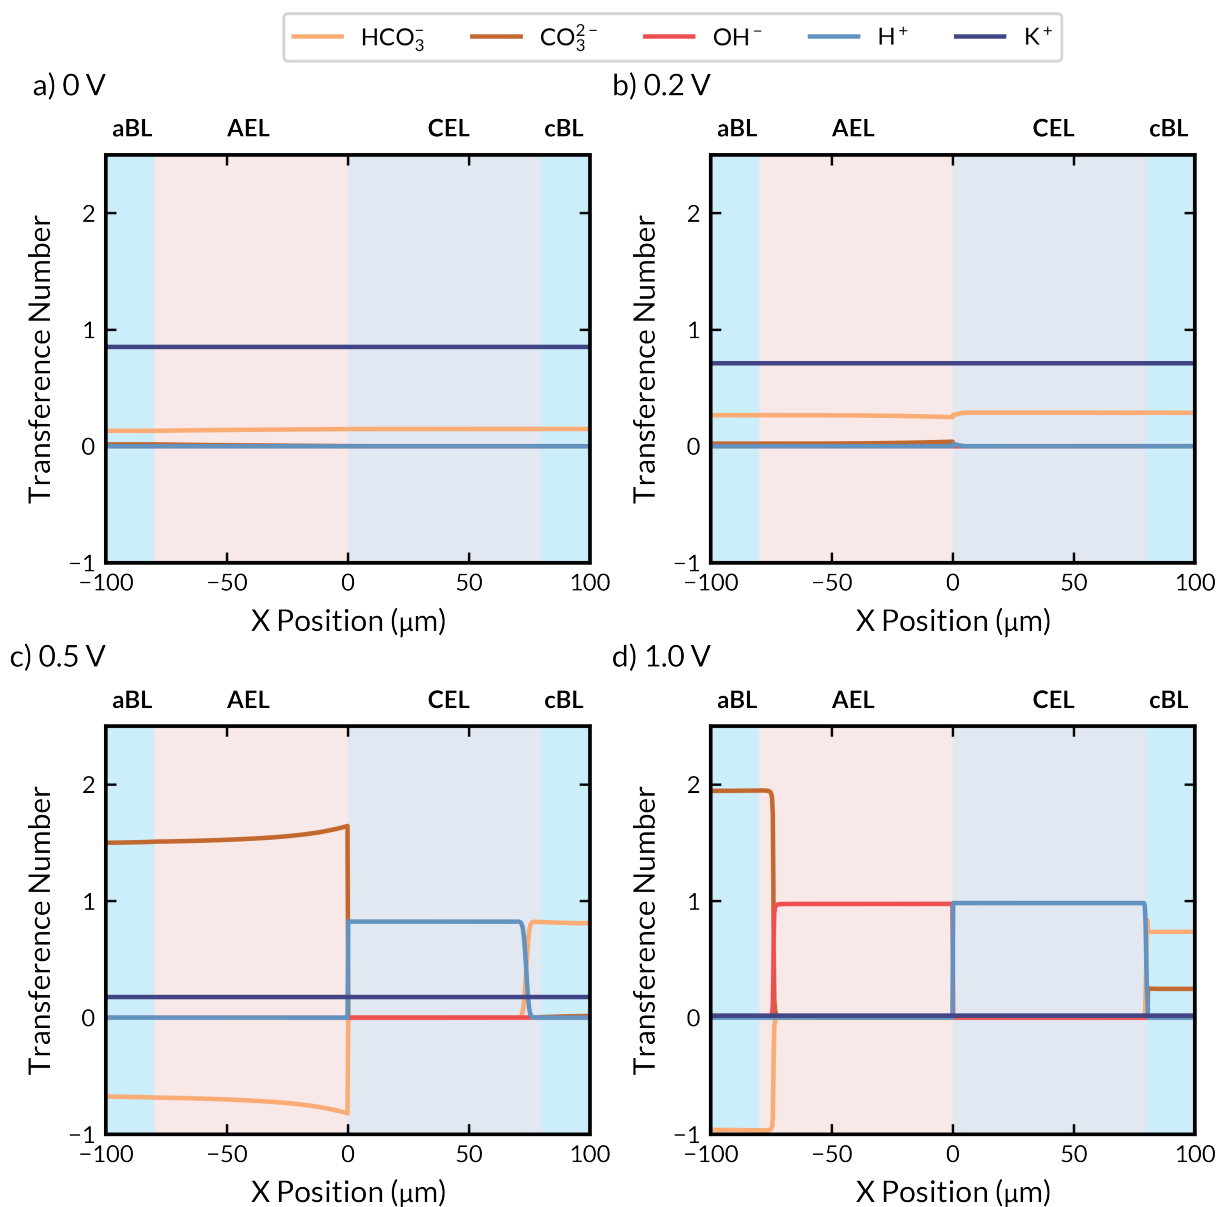 HCO₃⁻ CO₃²⁻ OH⁻ H⁺ K⁺
a) 0 V b) 0.2 V
aBL AEL CEL cBL aBL AEL CEL cBL
Transference Number
2
1
0
−1
−100 −50 0 50 100
X Position (μm)
Transference Number
2
1
0
−1
−100 −50 0 50 100
X Position (μm)
c) 0.5 V d) 1.0 V
aBL AEL CEL cBL aBL AEL CEL cBL
Transference Number
2
1
0
−1
−100 −50 0 50 100
X Position (μm)
Transference Number
2
1
0
−1
−100 −50 0 50 100
X Position (μm)